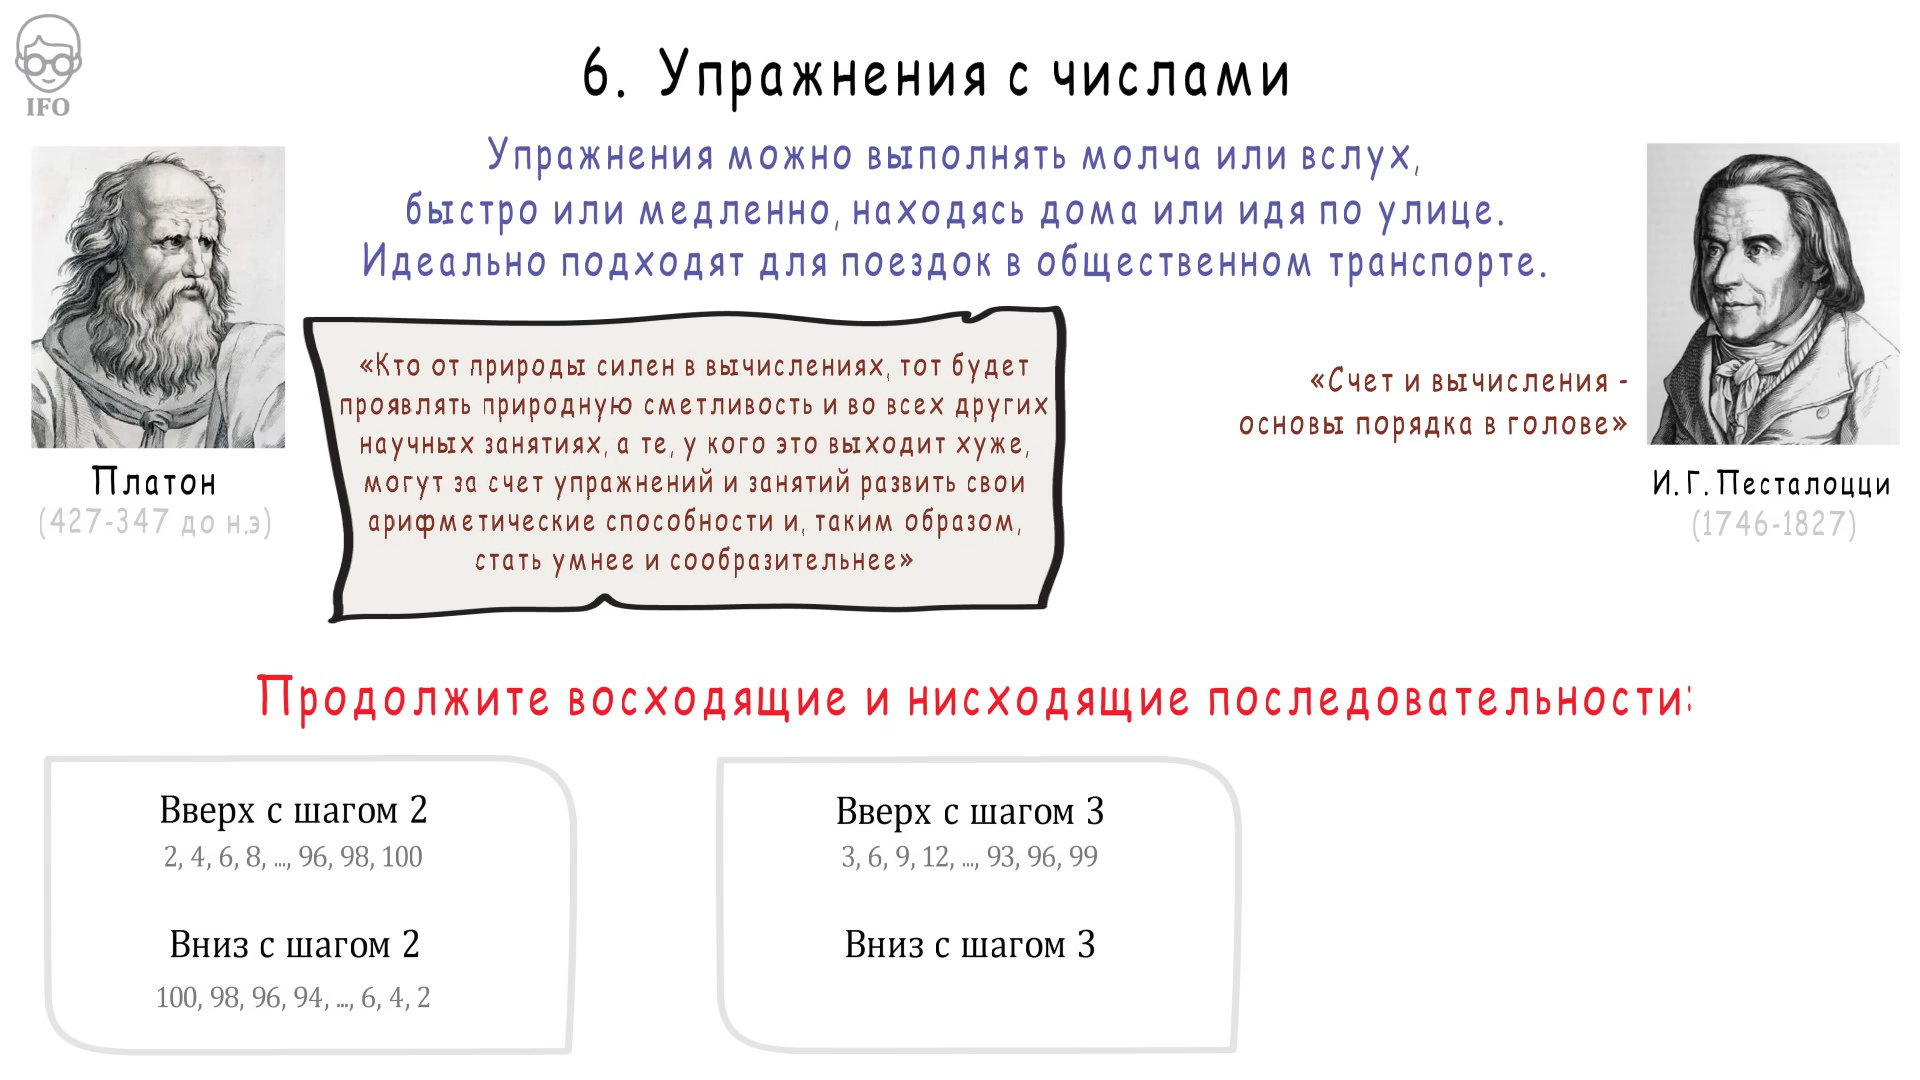 IFO
6. Упражнения с числами
Упражнения можно выполнять молча или вслух,
быстро или медленно, находясь дома или идя по улице.
Идеально подходят для поездок в общественном транспорте.
Платон
(427-347 до н.э)
«Кто от природы силен в вычислениях, тот будет
проявлять природную сметливость и во всех других
научных занятиях, а те, у кого это выходит хуже,
могут за счет упражнений и занятий развить свои
арифметические способности и, таким образом,
стать умнее и сообразительнее»
«Счет и вычисления -
основы порядка в голове»
И. Г. Песталоцци
(1746-1827)
Продолжите восходящие и нисходящие последовательности:
Вверх с шагом 2
2, 4, 6, 8, ..., 96, 98, 100
Вниз с шагом 2
100, 98, 96, 94, ..., 6, 4, 2
Вверх с шагом 3
3, 6, 9, 12, ..., 93, 96, 99
Вниз с шагом 3